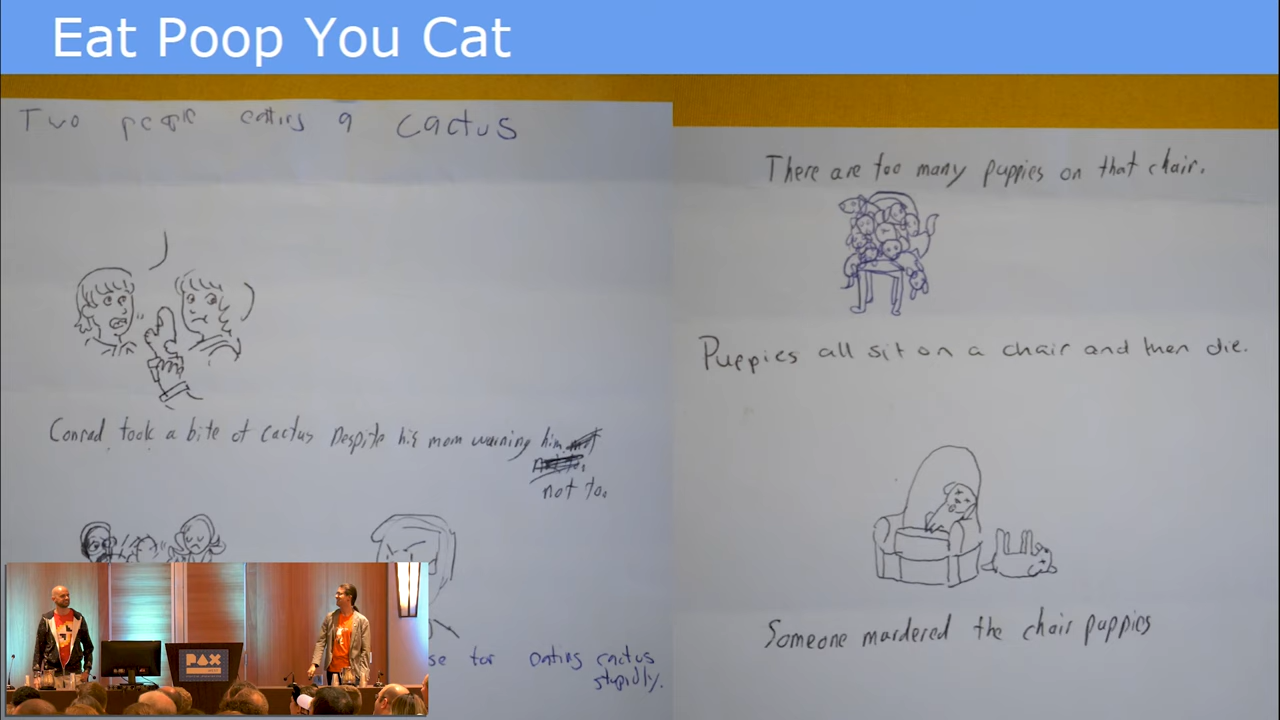 Eat Poop You Cat
Two people eating a cactus
Conrad took a bite of cactus Despite his mom warning him
not to.
se for eating cactus
stupidly.
There are too many puppies on that chair.
Puppies all sit on a chair and then die.
Someone murdered the chair puppies
PAX